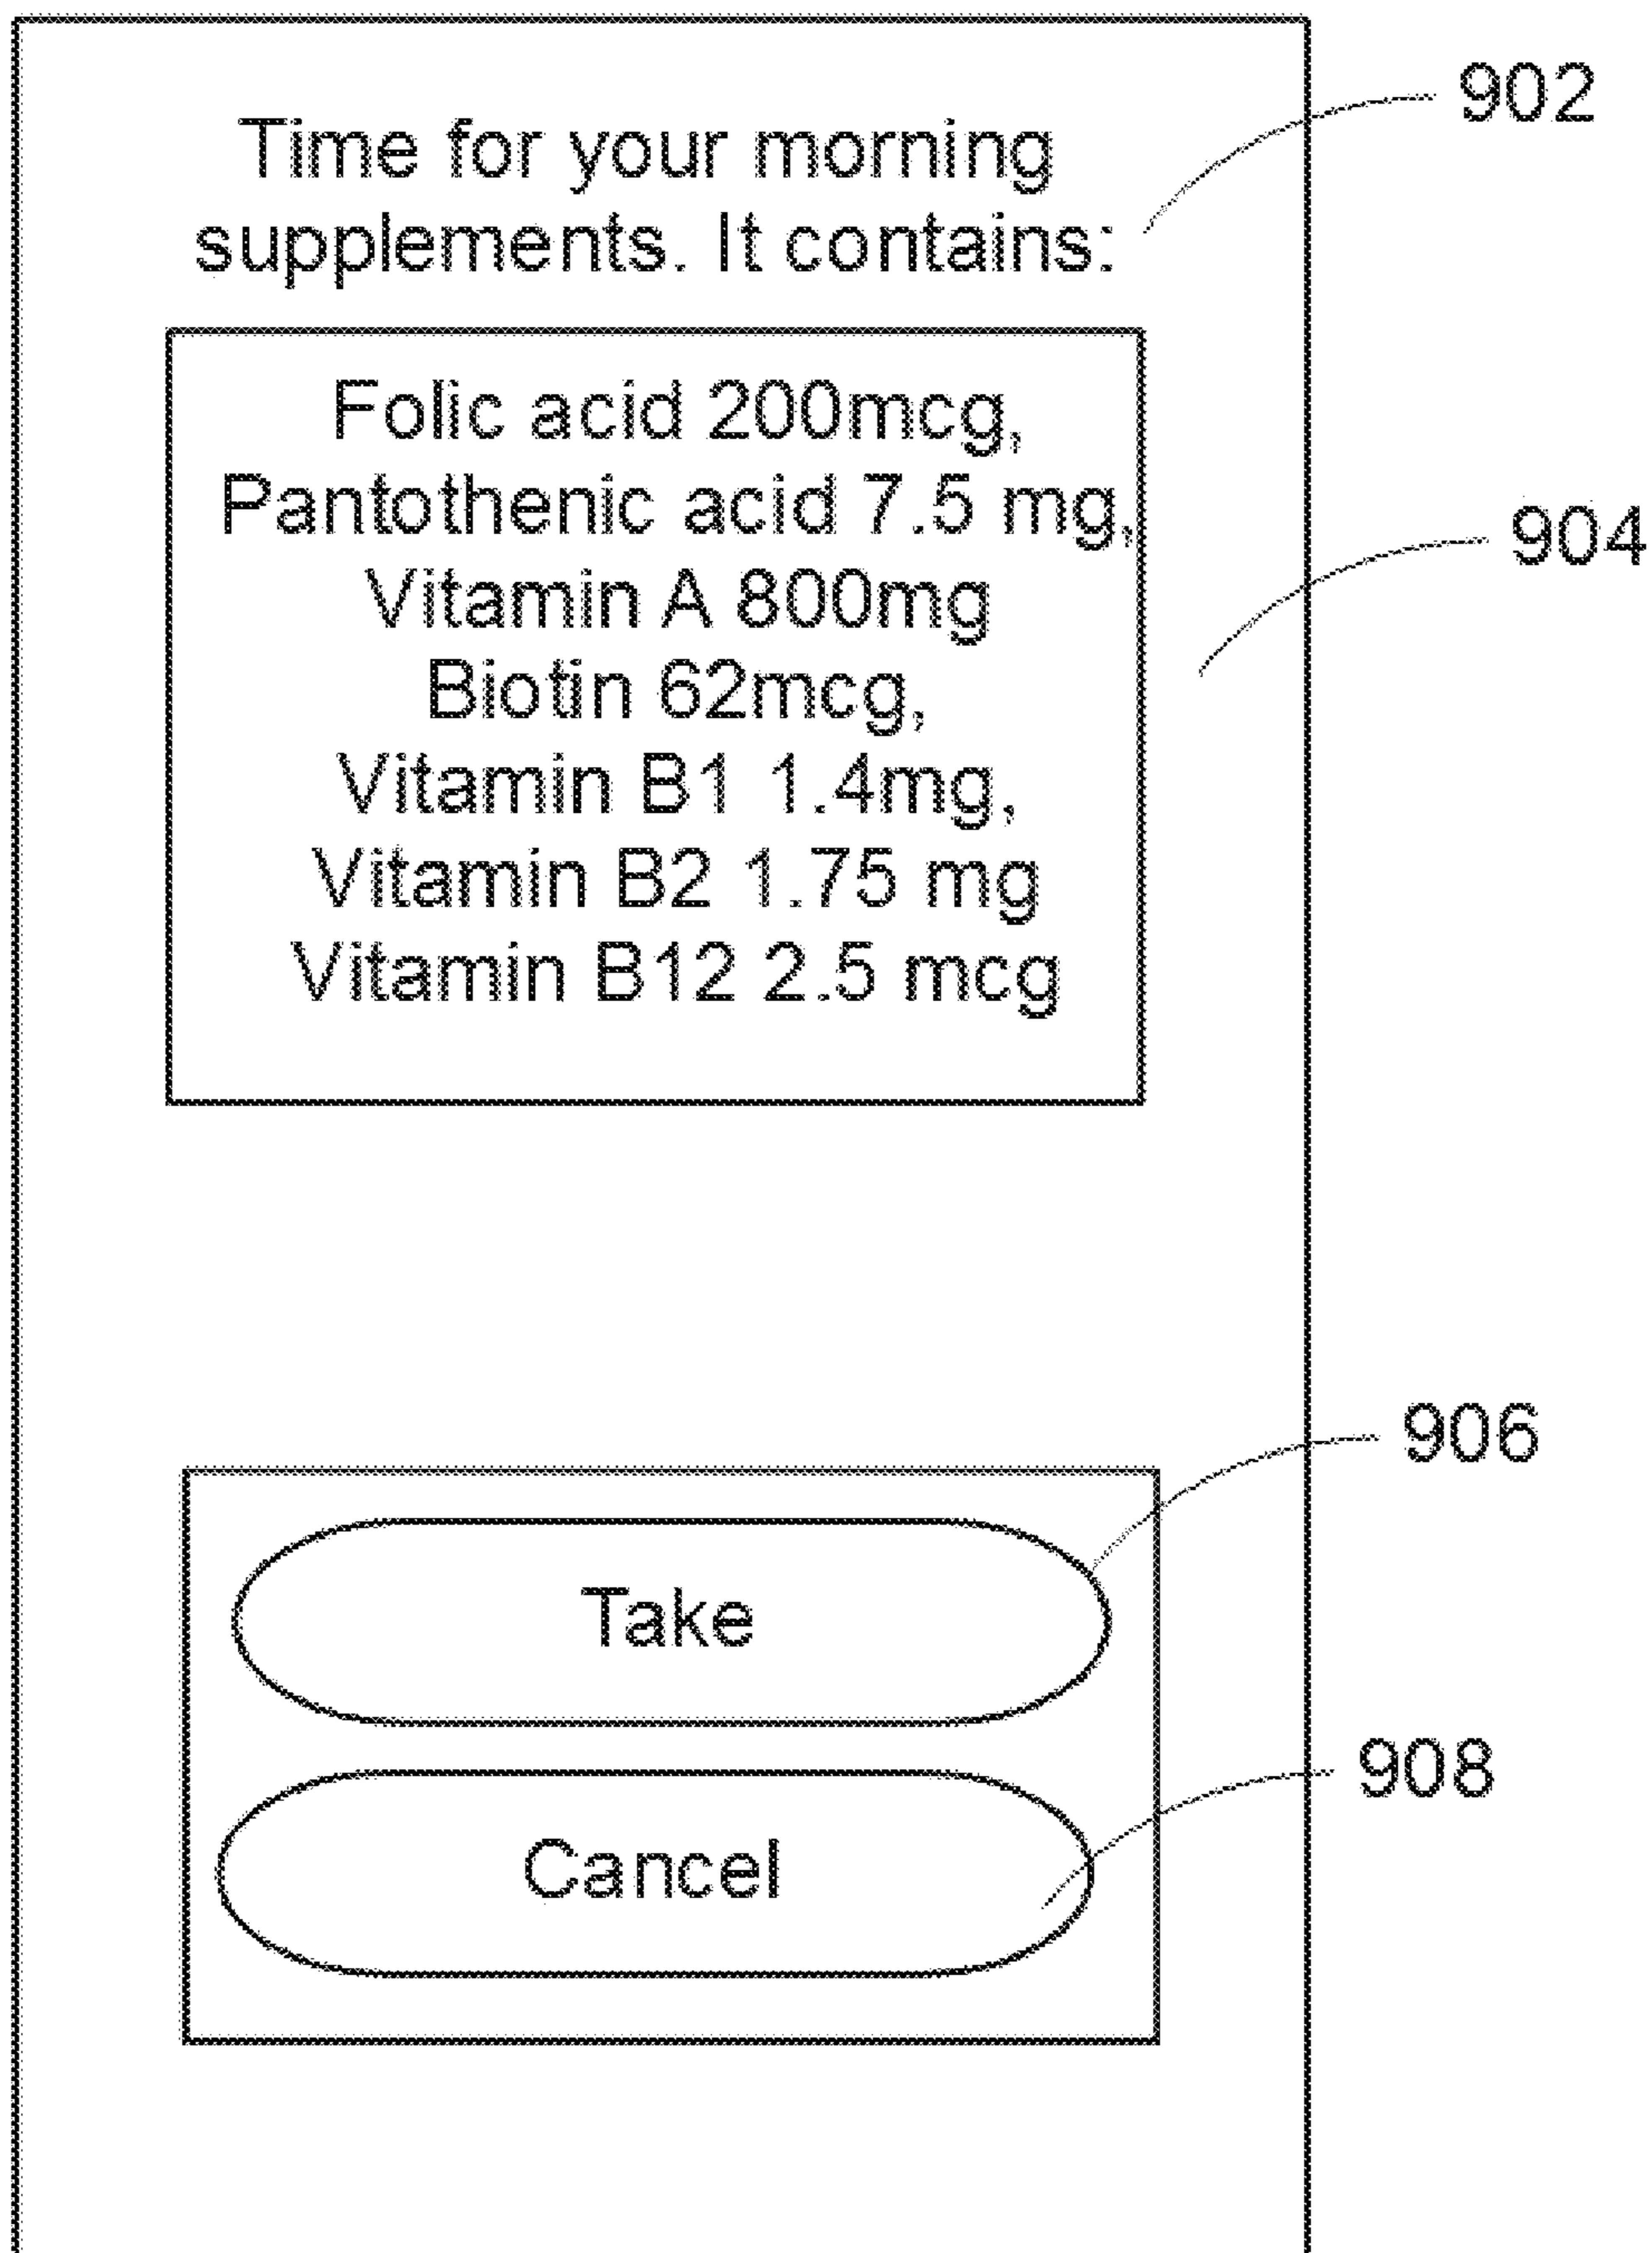 902
Time for your morning
supplements. It contains:
Folic acid 200mcg,
Pantothenic acid 7.5 mg,
904
Vitamin A 800mg
Biotin 62mcg,
Vitamin B1 1.4mg,
Vitamin B2 1.75 mg
Vitamin B12 2.5 mcg
906
Take
908
Cancel